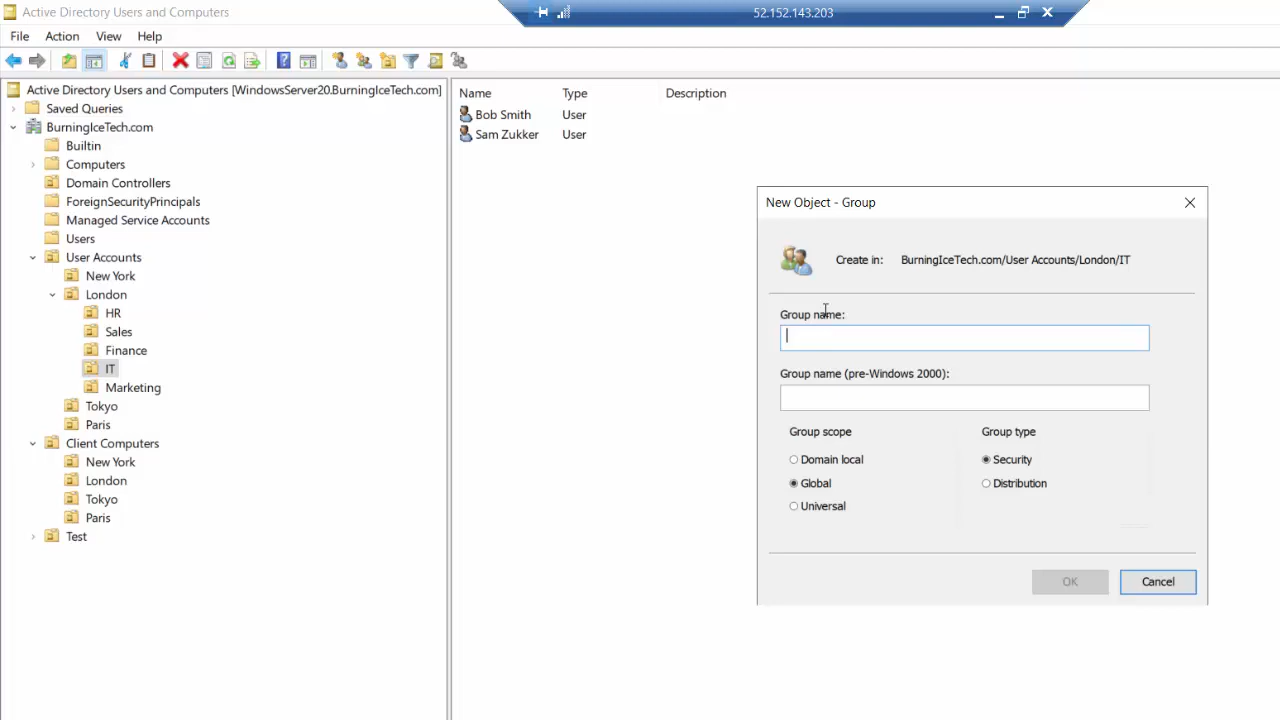 Active Directory Users and Computers
52.152.143.203
File Action View Help
Active Directory Users and Computers [WindowsServer20.BurningIceTech.com]
Saved Queries
BurningIceTech.com
Builtin
Computers
Domain Controllers
ForeignSecurityPrincipals
Managed Service Accounts
Users
User Accounts
New York
London
HR
Sales
Finance
IT
Marketing
Tokyo
Paris
Client Computers
New York
London
Tokyo
Paris
Test
Name Type Description
Bob Smith User
Sam Zukker User
New Object - Group
Create in: BurningIceTech.com/User Accounts/London/IT
Group name:
Group name (pre-Windows 2000):
Group scope Group type
Domain local Security
Global Distribution
Universal
OK Cancel